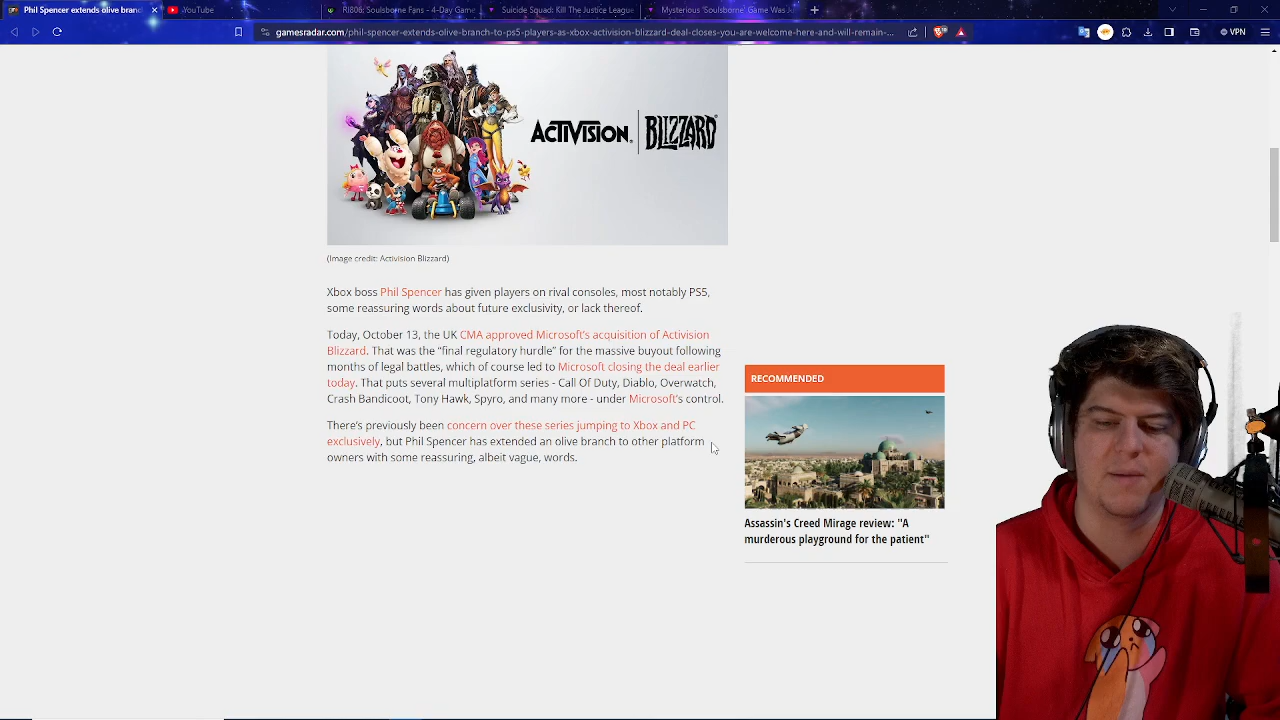 Phil Spencer extends olive branc
YouTube
RI806: Soulsborne Fans - 4-Day Game
Suicide Squad: Kill The Justice League
Mysterious 'Soulsborne' Game Was Je
gamesradar.com/phil-spencer-extends-olive-branch-to-ps5-players-as-xbox-activision-blizzard-deal-closes-you-are-welcome-here-and-will-remain-...
VPN
ACTIVISION. BLIZZARD
(Image credit: Activision Blizzard)
Xbox boss Phil Spencer has given players on rival consoles, most notably PS5,
some reassuring words about future exclusivity, or lack thereof.
Today, October 13, the UK CMA approved Microsoft's acquisition of Activision
Blizzard. That was the "final regulatory hurdle" for the massive buyout following
months of legal battles, which of course led to Microsoft closing the deal earlier
today. That puts several multiplatform series - Call Of Duty, Diablo, Overwatch,
Crash Bandicoot, Tony Hawk, Spyro, and many more - under Microsoft's control.
There's previously been concern over these series jumping to Xbox and PC
exclusively, but Phil Spencer has extended an olive branch to other platform
owners with some reassuring, albeit vague, words.
RECOMMENDED
Assassin's Creed Mirage review: "A
murderous playground for the patient"